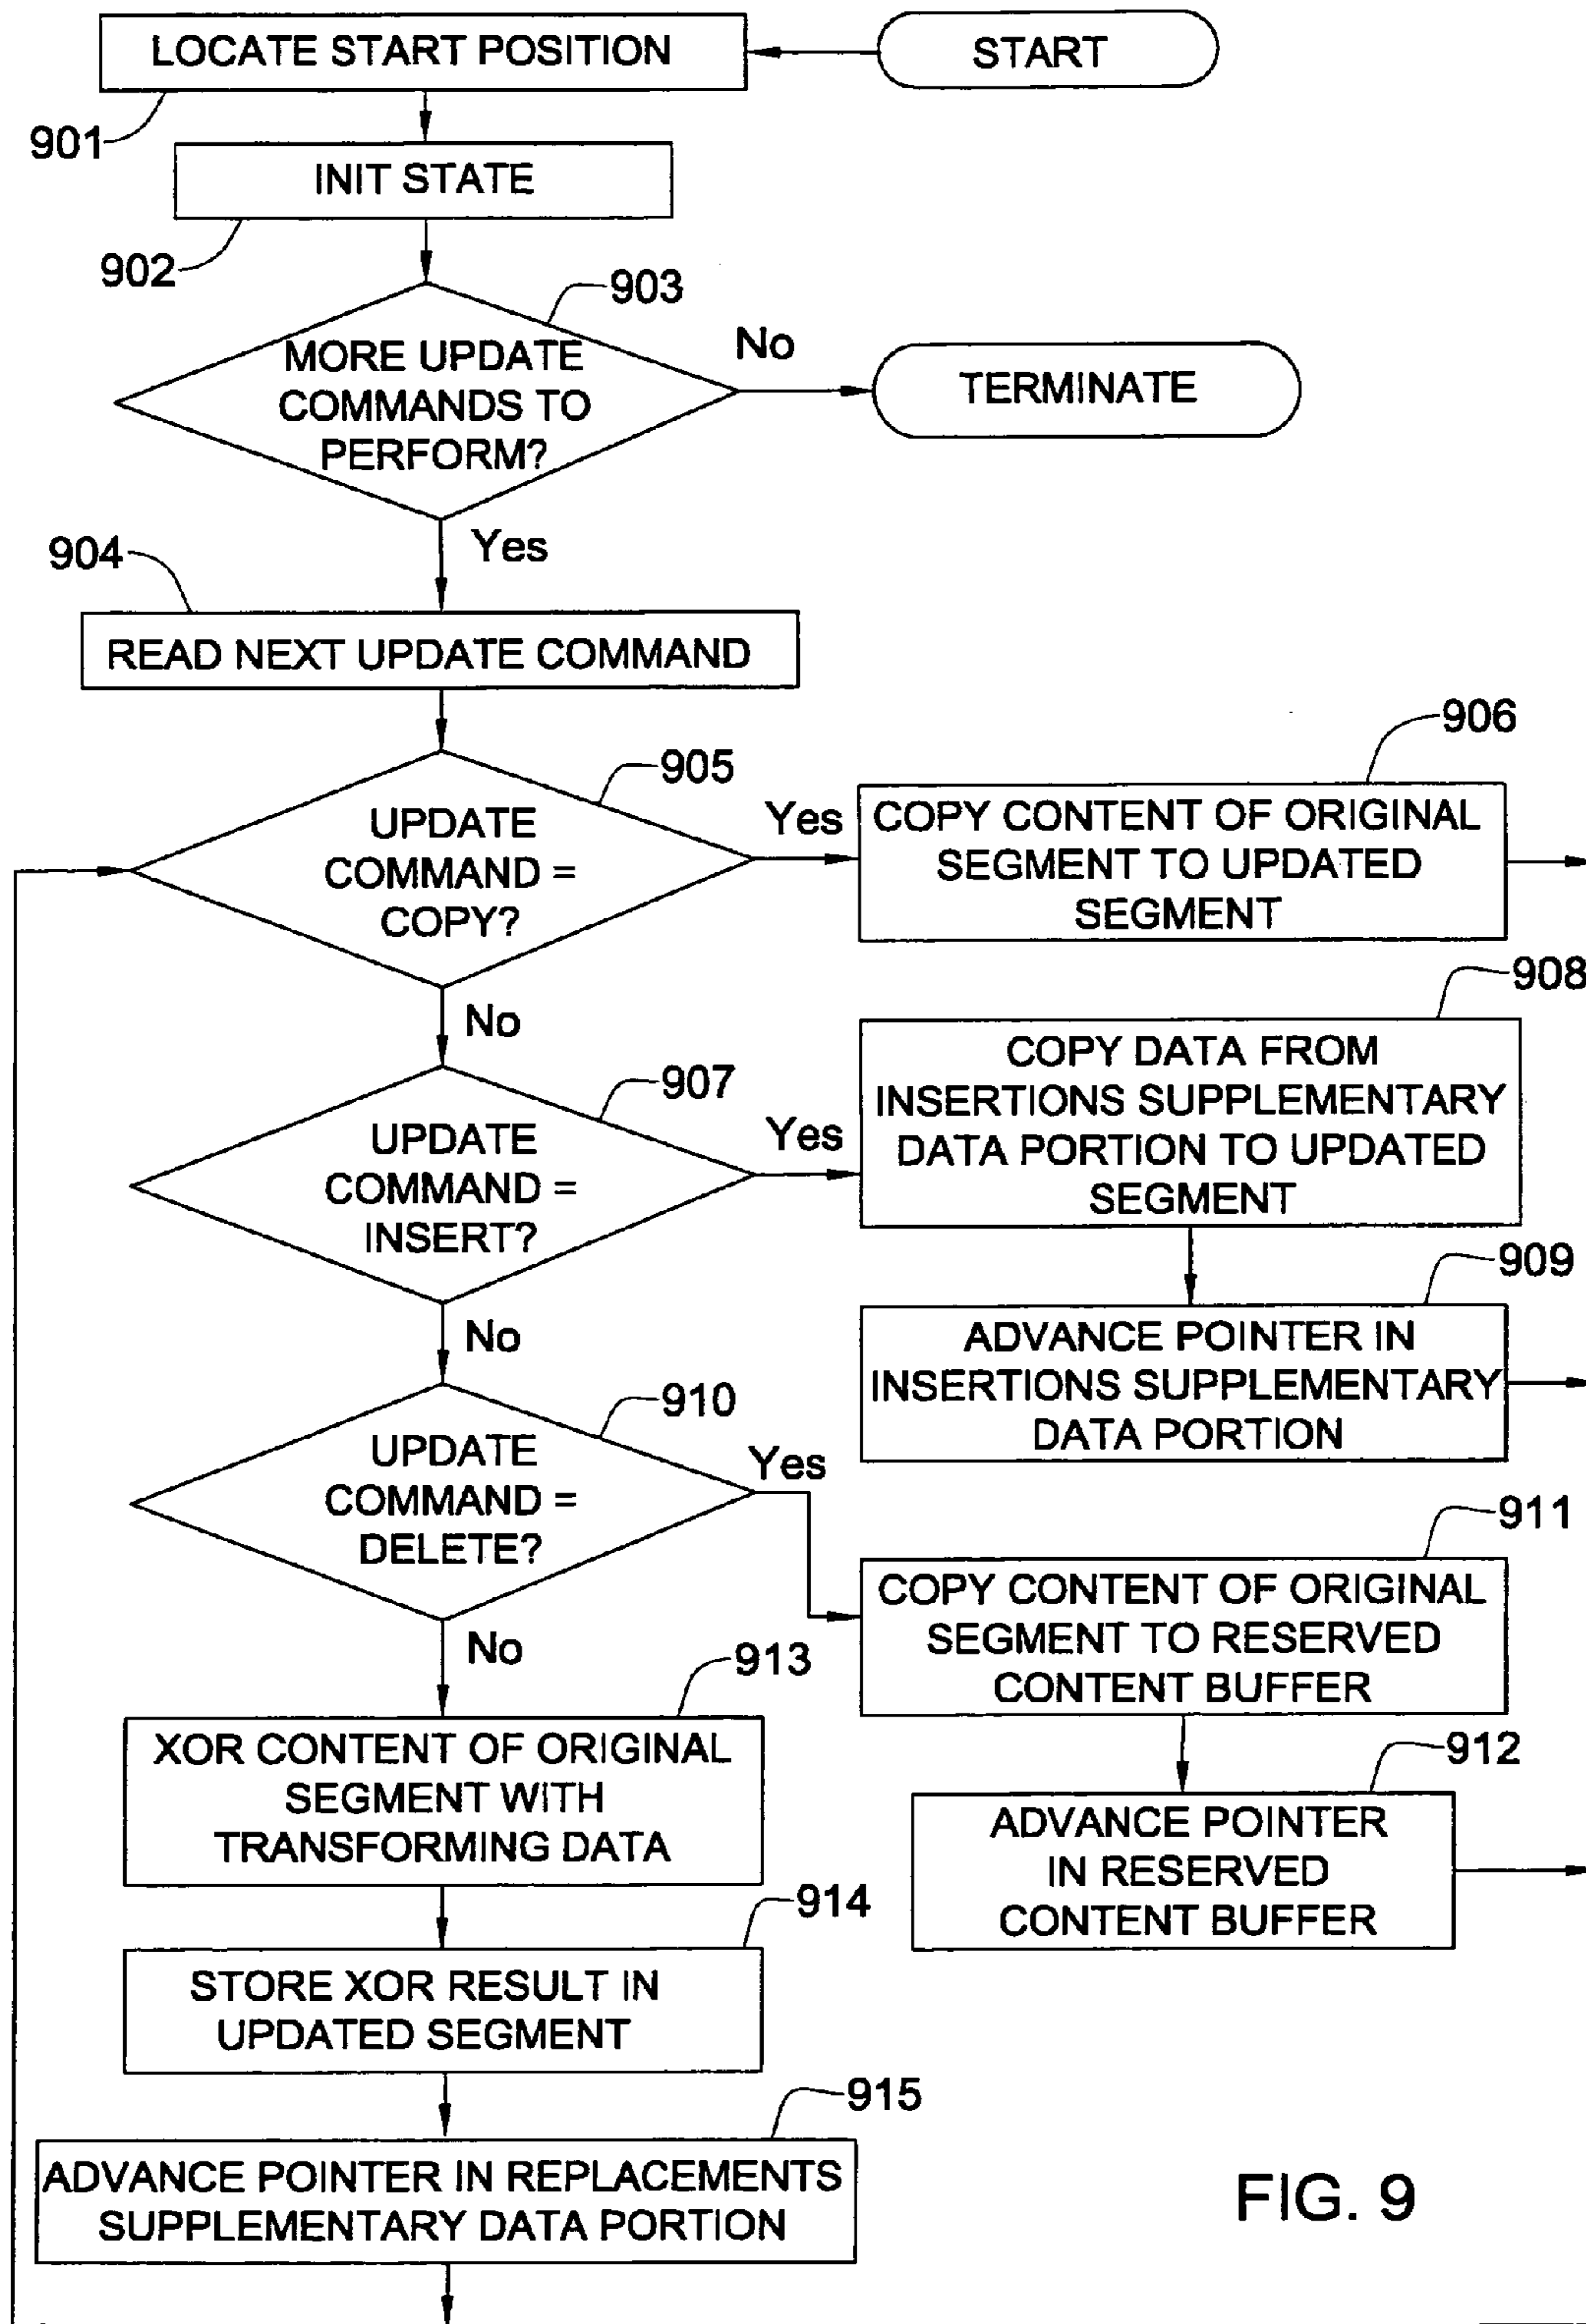 LOCATE START POSITION
START
901
INIT STATE
902
903
MORE UPDATE
COMMANDS TO
PERFORM?
No
TERMINATE
Yes
904
READ NEXT UPDATE COMMAND
905
UPDATE
COMMAND =
COPY?
Yes
906
COPY CONTENT OF ORIGINAL
SEGMENT TO UPDATED
SEGMENT
No
907
UPDATE
COMMAND =
INSERT?
Yes
908
COPY DATA FROM
INSERTIONS SUPPLEMENTARY
DATA PORTION TO UPDATED
SEGMENT
909
ADVANCE POINTER IN
INSERTIONS SUPPLEMENTARY
DATA PORTION
No
910
UPDATE
COMMAND =
DELETE?
Yes
911
COPY CONTENT OF ORIGINAL
SEGMENT TO RESERVED
CONTENT BUFFER
912
ADVANCE POINTER
IN RESERVED
CONTENT BUFFER
No
913
XOR CONTENT OF ORIGINAL
SEGMENT WITH
TRANSFORMING DATA
914
STORE XOR RESULT IN
UPDATED SEGMENT
915
ADVANCE POINTER IN REPLACEMENTS
SUPPLEMENTARY DATA PORTION
FIG. 9